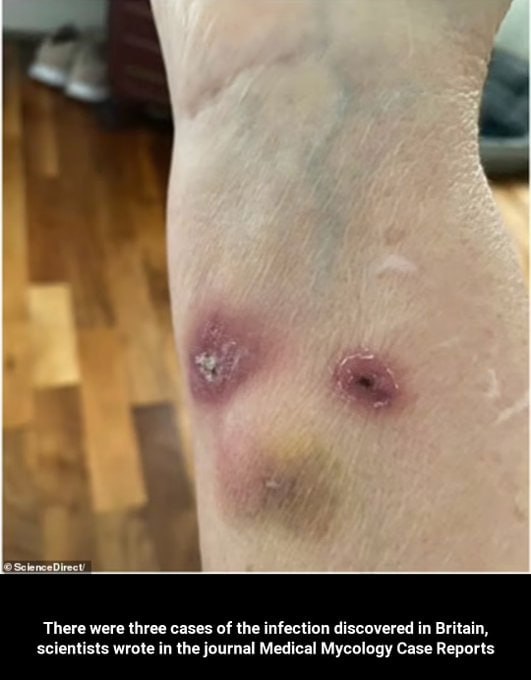 © ScienceDirect/
There were three cases of the infection discovered in Britain,
scientists wrote in the journal Medical Mycology Case Reports